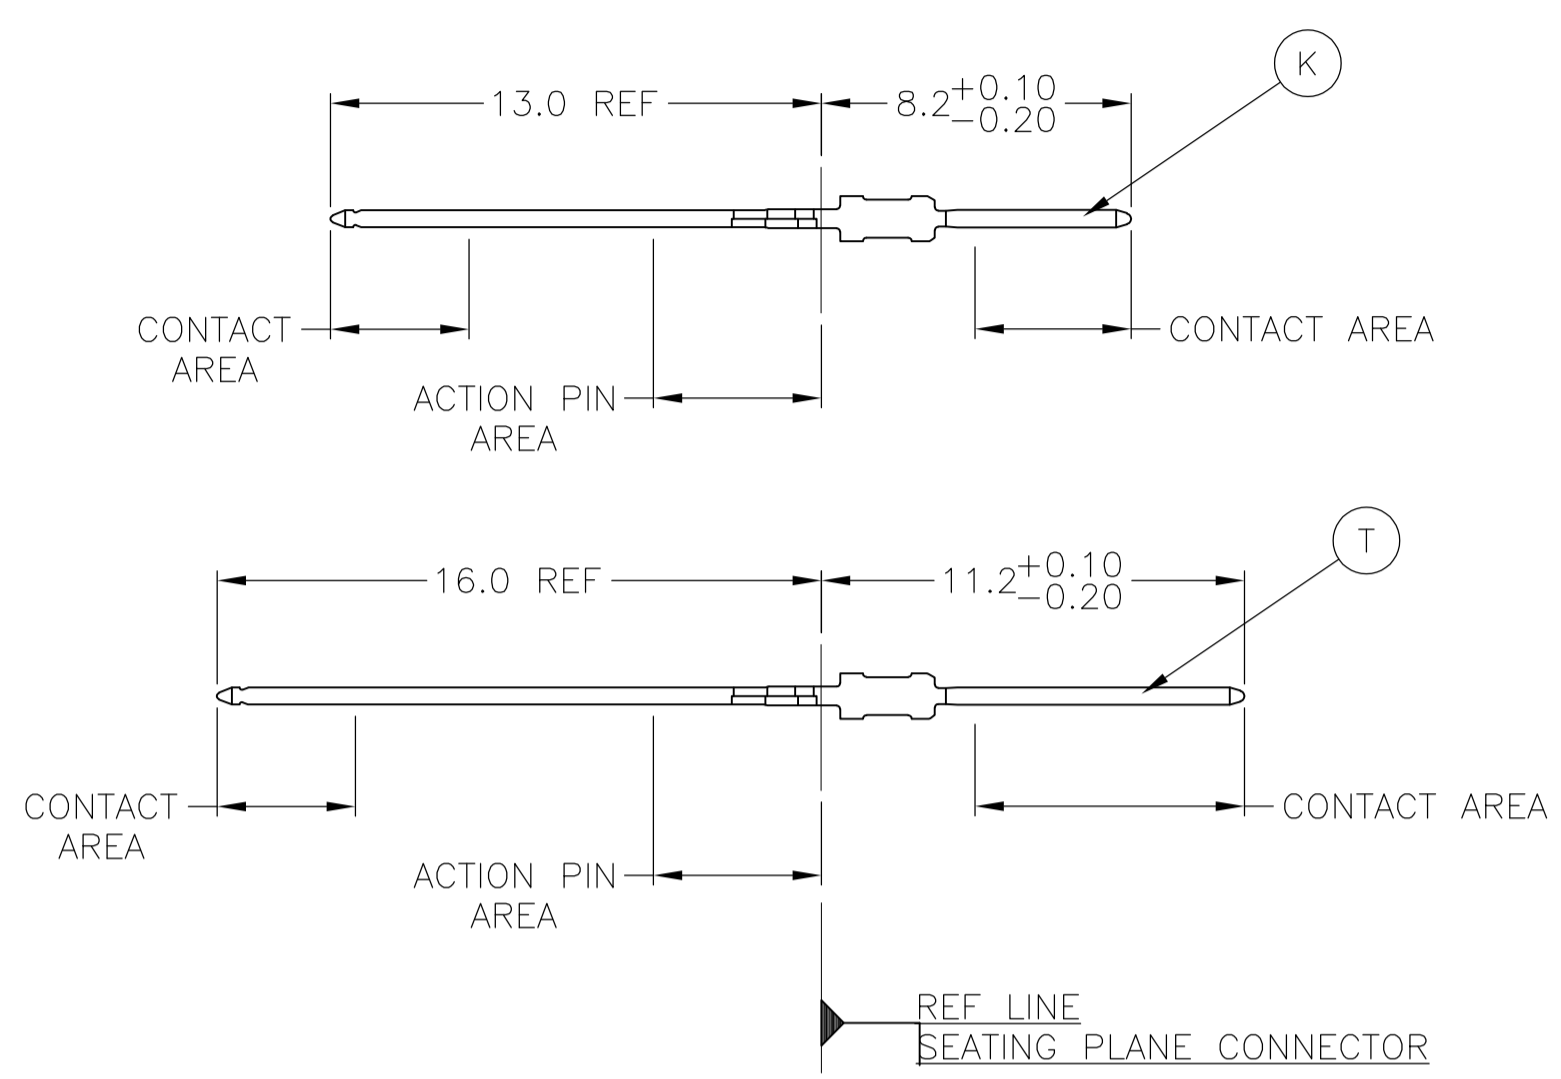 K
13.0 REF
8.2 +0.10
-0.20
CONTACT
AREA
CONTACT AREA
ACTION PIN
AREA
T
16.0 REF
11.2 +0.10
-0.20
CONTACT
AREA
CONTACT AREA
ACTION PIN
AREA
REF LINE
SEATING PLANE CONNECTOR